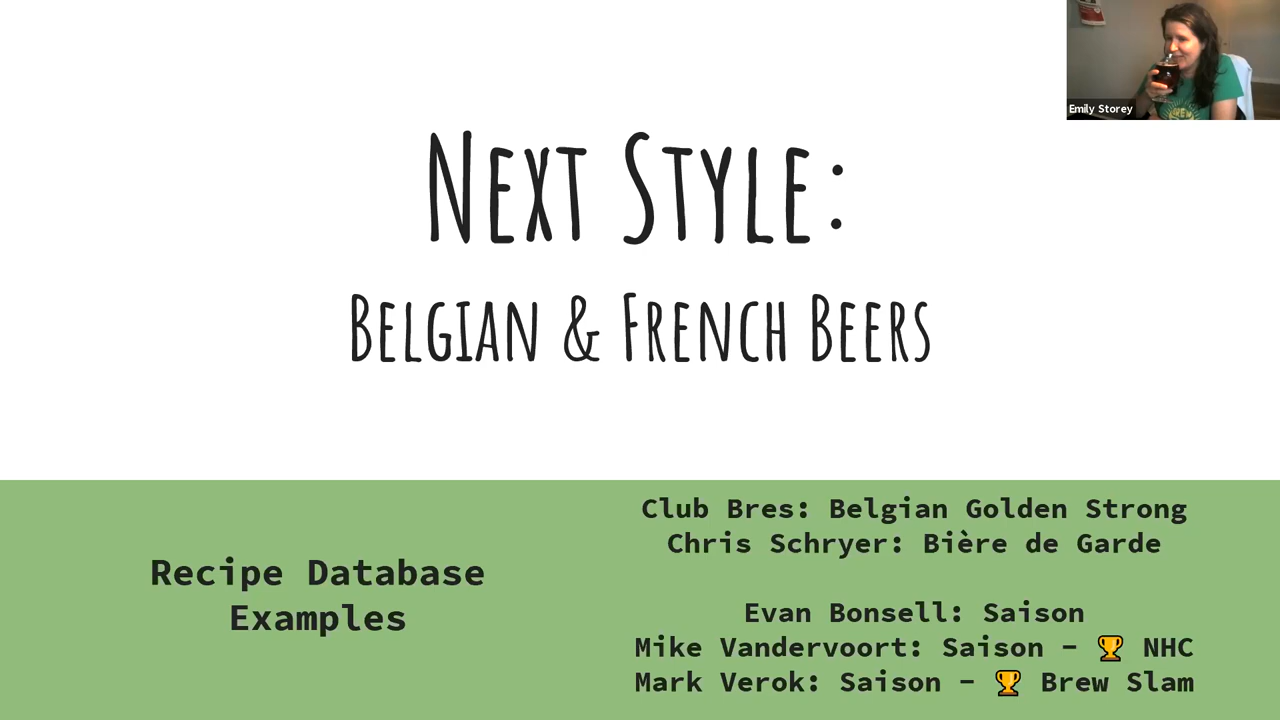 Emily Storey
Next Style:
Belgian & French Beers
Recipe Database
Examples
Club Bres: Belgian Golden Strong
Chris Schryer: Bière de Garde
Evan Bonsell: Saison
Mike Vandervoort: Saison - 🏆 NHC
Mark Verok: Saison - 🏆 Brew Slam